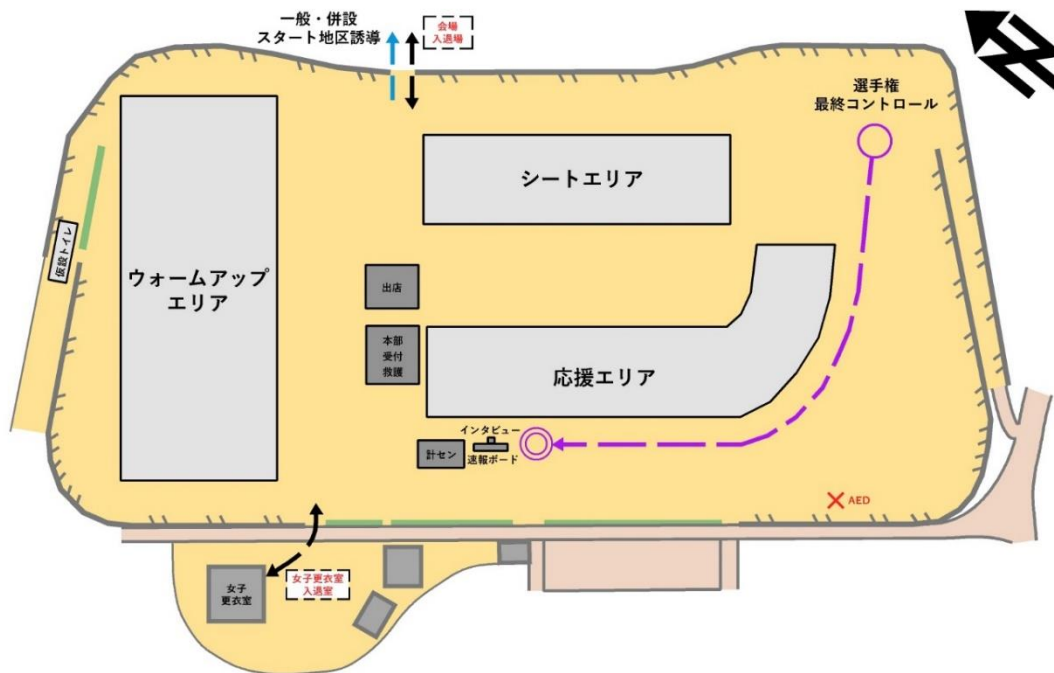 一般・併設
スタート地区誘導
会場
入退場
N
選手権
最終コントロール
シートエリア
仮設トイレ
ウォームアップ
エリア
出店
本部
受付
救護
応援エリア
インタビュー
計セン
速報ボード
AED
女子更衣室
入退室
女子
更衣室